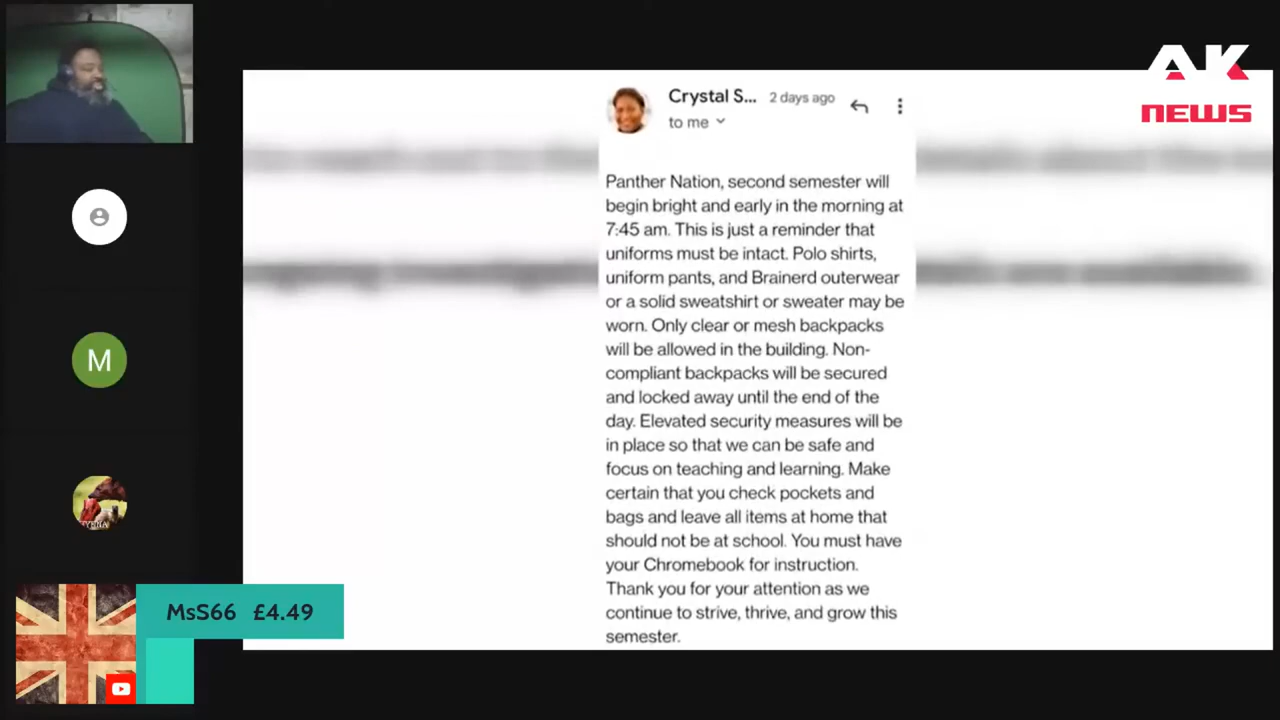 AK
NEWS
Crystal S... 2 days ago
to me
Panther Nation, second semester will
begin bright and early in the morning at
7:45 am. This is just a reminder that
uniforms must be intact. Polo shirts,
uniform pants, and Brainerd outerwear
or a solid sweatshirt or sweater may be
worn. Only clear or mesh backpacks
will be allowed in the building. Non-
compliant backpacks will be secured
and locked away until the end of the
day. Elevated security measures will be
in place so that we can be safe and
focus on teaching and learning. Make
certain that you check pockets and
bags and leave all items at home that
should not be at school. You must have
your Chromebook for instruction.
Thank you for your attention as we
continue to strive, thrive, and grow this
semester.
M
MsS66 £4.49